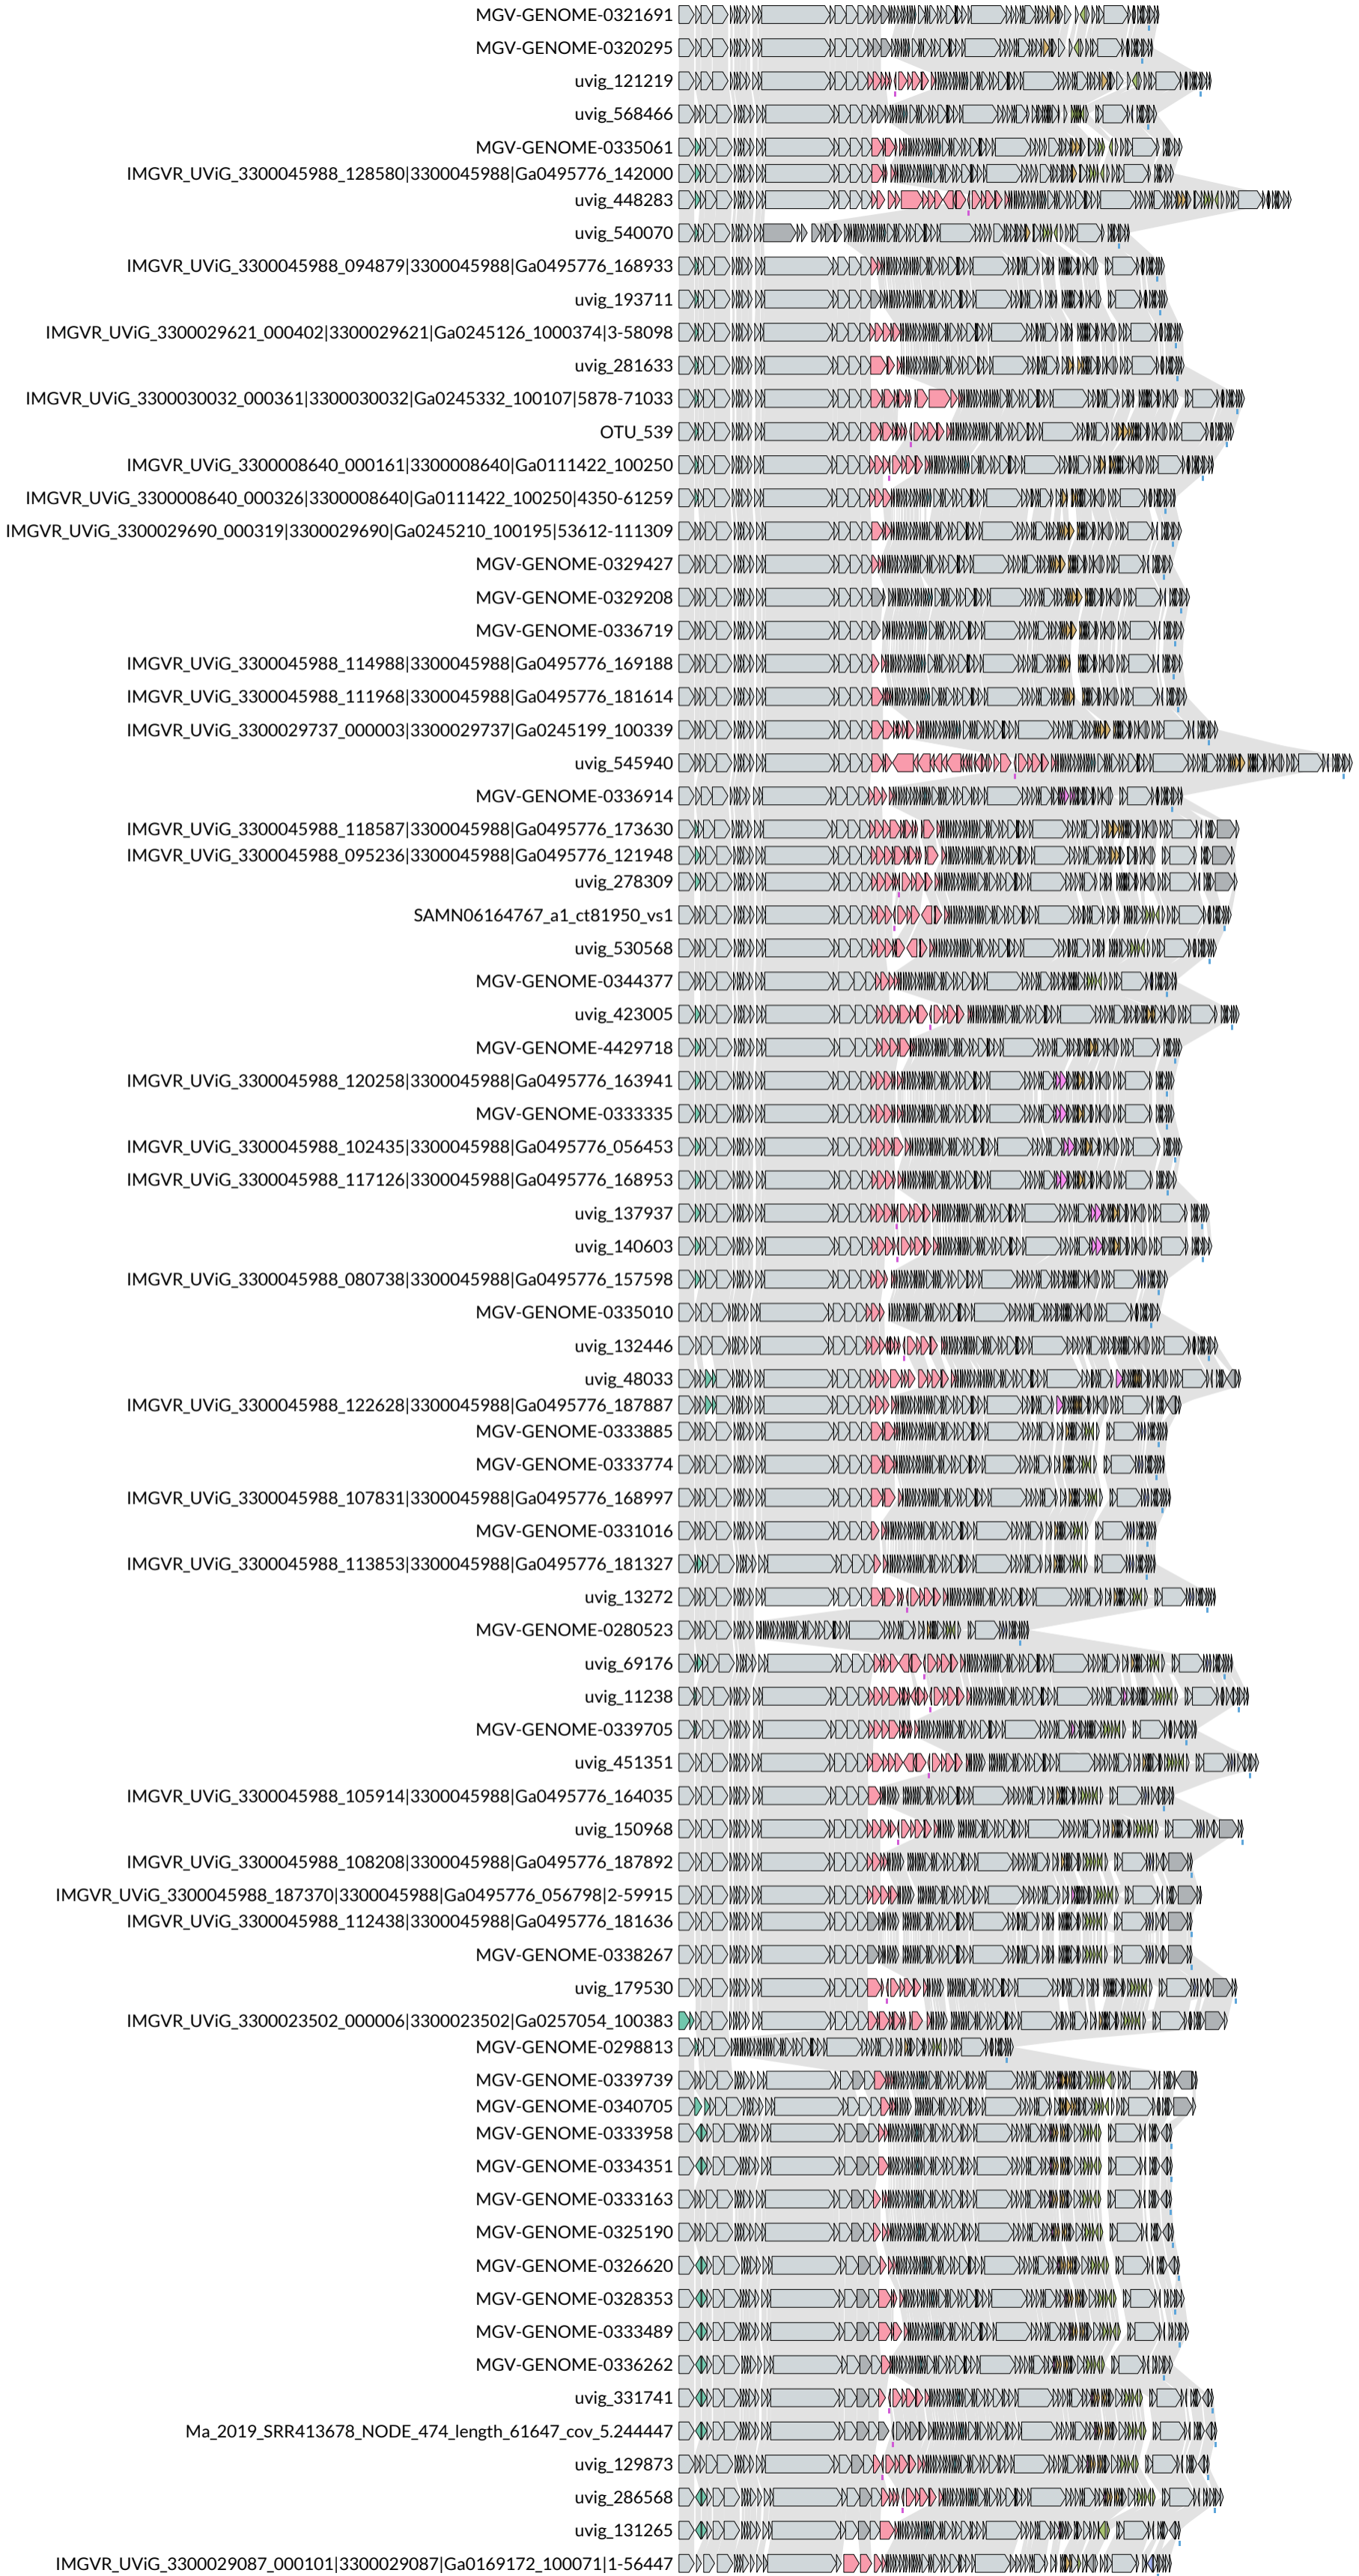 MGV-GENOME-0321691
MGV-GENOME-0320295
uvig_121219
uvig_568466
MGV-GENOME-0335061
IMGVR_UViG_3300045988_128580|3300045988|Ga0495776_142000
uvig_448283
uvig_540070
IMGVR_UViG_3300045988_094879|3300045988|Ga0495776_168933
uvig_193711
IMGVR_UViG_3300029621_000402|3300029621|Ga0245126_1000374|3-58098
uvig_281633
IMGVR_UViG_3300030032_000361|3300030032|Ga0245332_100107|5878-71033
OTU_539
IMGVR_UViG_3300008640_000161|3300008640|Ga0111422_100250
IMGVR_UViG_3300008640_000326|3300008640|Ga0111422_100250|4350-61259
IMGVR_UViG_3300029690_000319|3300029690|Ga0245210_100195|53612-111309
MGV-GENOME-0329427
MGV-GENOME-0329208
MGV-GENOME-0336719
IMGVR_UViG_3300045988_114988|3300045988|Ga0495776_169188
IMGVR_UViG_3300045988_111968|3300045988|Ga0495776_181614
IMGVR_UViG_3300029737_000003|3300029737|Ga0245199_100339
uvig_545940
MGV-GENOME-0336914
IMGVR_UViG_3300045988_118587|3300045988|Ga0495776_173630
IMGVR_UViG_3300045988_095236|3300045988|Ga0495776_121948
uvig_278309
SAMN06164767_a1_ct81950_vs1
uvig_530568
MGV-GENOME-0344377
uvig_423005
MGV-GENOME-4429718
IMGVR_UViG_3300045988_120258|3300045988|Ga0495776_163941
MGV-GENOME-0333335
IMGVR_UViG_3300045988_102435|3300045988|Ga0495776_056453
IMGVR_UViG_3300045988_117126|3300045988|Ga0495776_168953
uvig_137937
uvig_140603
IMGVR_UViG_3300045988_080738|3300045988|Ga0495776_157598
MGV-GENOME-0335010
uvig_132446
uvig_48033
IMGVR_UViG_3300045988_122628|3300045988|Ga0495776_187887
MGV-GENOME-0333885
MGV-GENOME-0333774
IMGVR_UViG_3300045988_107831|3300045988|Ga0495776_168997
MGV-GENOME-0331016
IMGVR_UViG_3300045988_113853|3300045988|Ga0495776_181327
uvig_13272
MGV-GENOME-0280523
uvig_69176
uvig_11238
MGV-GENOME-0339705
uvig_451351
IMGVR_UViG_3300045988_105914|3300045988|Ga0495776_164035
uvig_150968
IMGVR_UViG_3300045988_108208|3300045988|Ga0495776_187892
IMGVR_UViG_3300045988_187370|3300045988|Ga0495776_056798|2-59915
IMGVR_UViG_3300045988_112438|3300045988|Ga0495776_181636
MGV-GENOME-0338267
uvig_179530
IMGVR_UViG_3300023502_000006|3300023502|Ga0257054_100383
MGV-GENOME-0298813
MGV-GENOME-0339739
MGV-GENOME-0340705
MGV-GENOME-0333958
MGV-GENOME-0334351
MGV-GENOME-0333163
MGV-GENOME-0325190
MGV-GENOME-0326620
MGV-GENOME-0328353
MGV-GENOME-0333489
MGV-GENOME-0336262
uvig_331741
Ma_2019_SRR413678_NODE_474_length_61647_cov_5.244447
uvig_129873
uvig_286568
uvig_131265
IMGVR_UViG_3300029087_000101|3300029087|Ga0169172_100071|1-56447